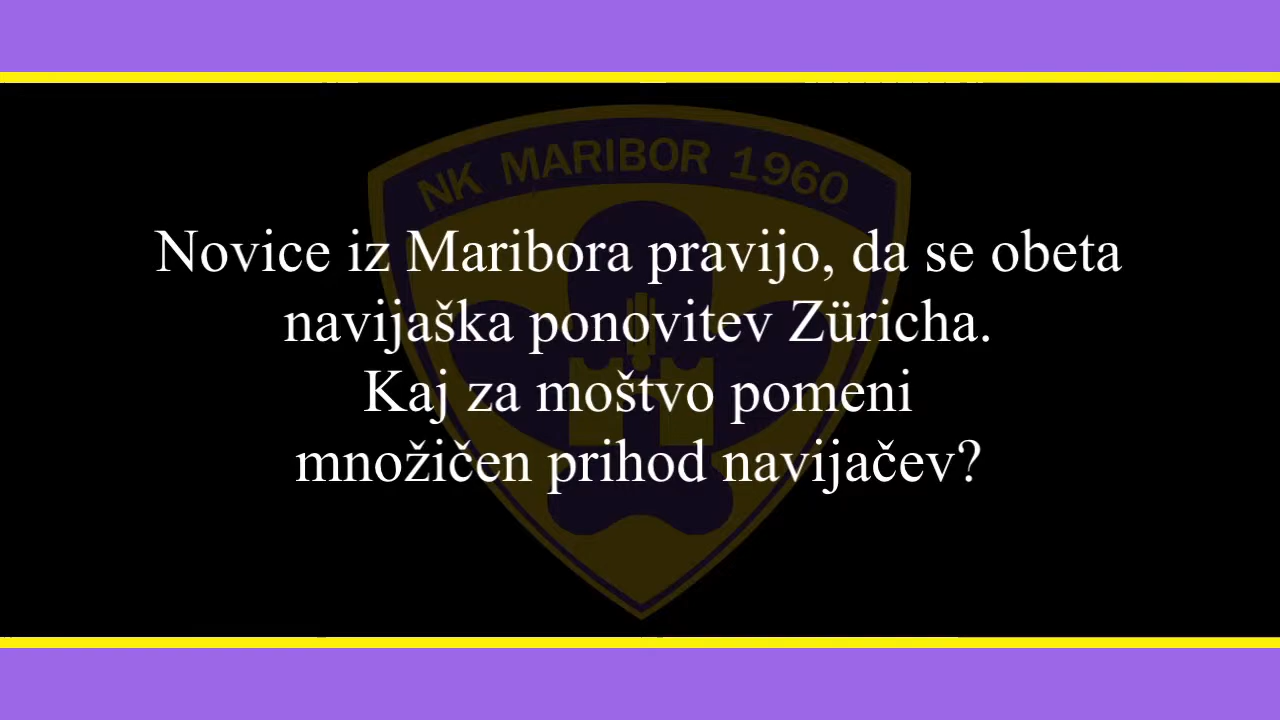 NK MARIBOR 1960
Novice iz Maribora pravijo, da se obeta
navijaška ponovitev Züricha.
Kaj za moštvo pomeni
množičen prihod navijačev?